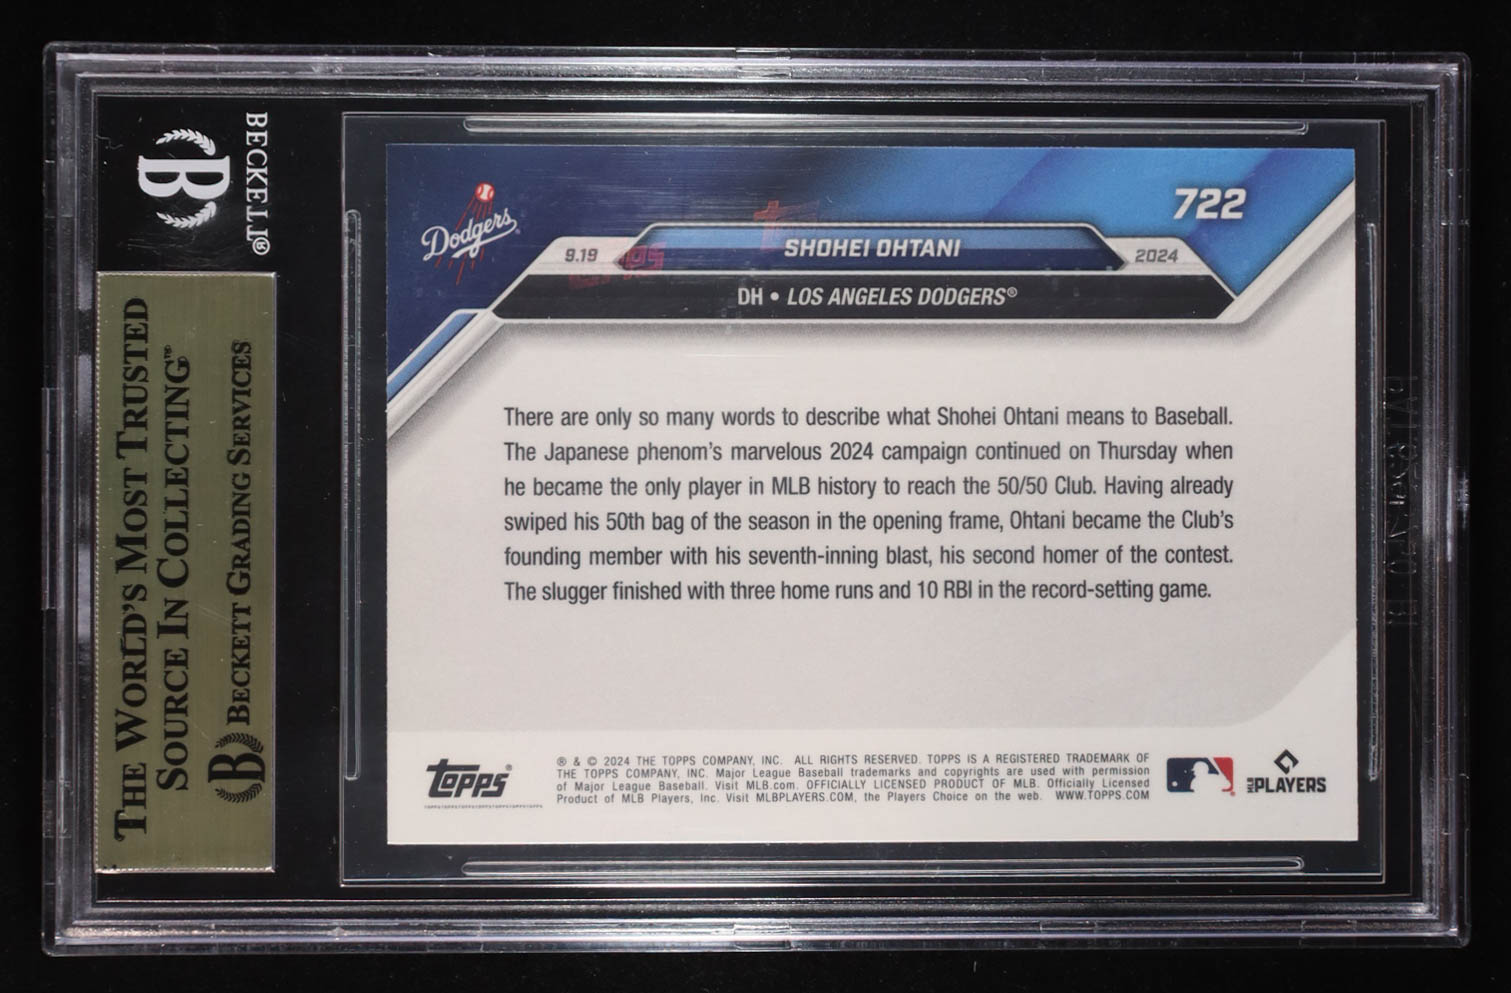 BECKETT®
B
THE WORLD'S MOST TRUSTED
SOURCE IN COLLECTING™
B BECKETT GRADING SERVICES
Dodgers
722
9.19
SHOHEI OHTANI
2024
DH • LOS ANGELES DODGERS®
There are only so many words to describe what Shohei Ohtani means to Baseball.
The Japanese phenom's marvelous 2024 campaign continued on Thursday when
he became the only player in MLB history to reach the 50/50 Club. Having already
swiped his 50th bag of the season in the opening frame, Ohtani became the Club's
founding member with his seventh-inning blast, his second homer of the contest.
The slugger finished with three home runs and 10 RBI in the record-setting game.
TOPPS®
® & © 2024 THE TOPPS COMPANY, INC. ALL RIGHTS RESERVED. TOPPS IS A REGISTERED TRADEMARK OF
THE TOPPS COMPANY, INC. Major League Baseball trademarks and copyrights are used with permission
of Major League Baseball. Visit MLB.com. OFFICIALLY LICENSED PRODUCT OF MLB. Officially Licensed
Product of MLB Players, Inc. Visit MLBPLAYERS.COM, the Players Choice on the web. WWW.TOPPS.COM
MLB PLAYERS